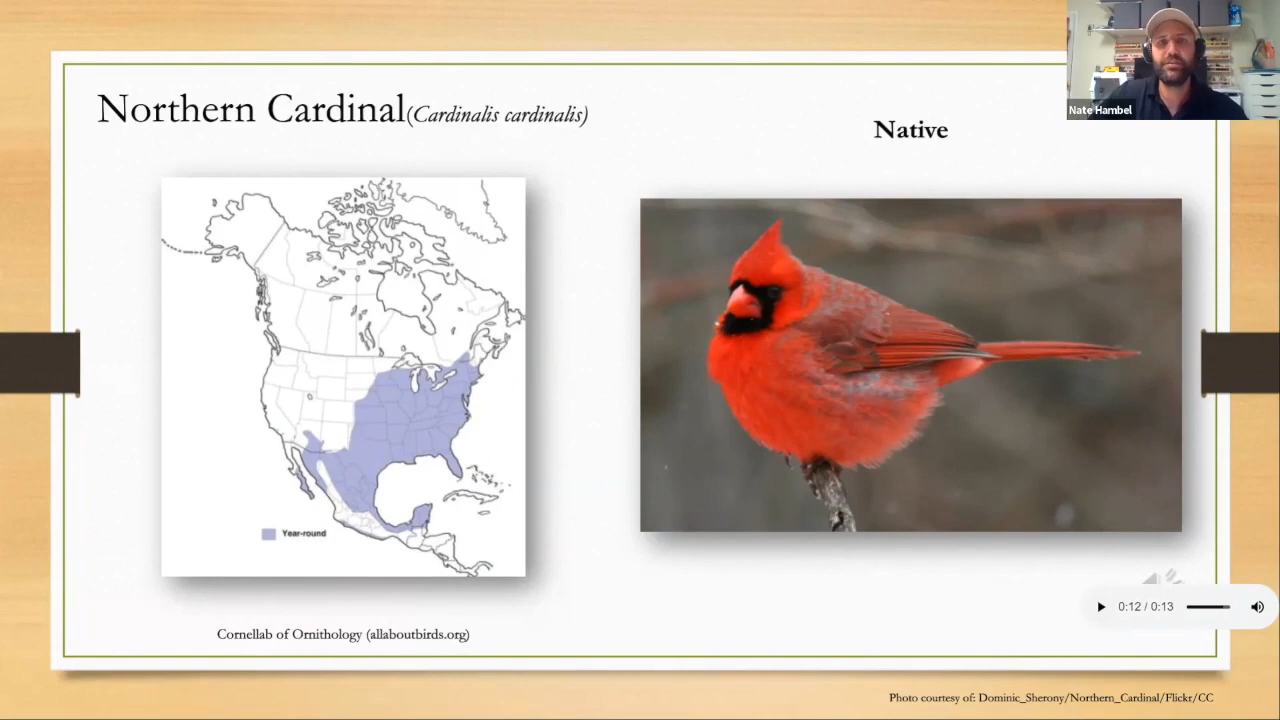 Northern Cardinal(Cardinalis cardinalis)
Native
Nate Hambel
Year-round
Cornellab of Ornithology (allaboutbirds.org)
0:12 / 0:13
Photo courtesy of: Dominic_Sherony/Northern_Cardinal/Flickr/CC